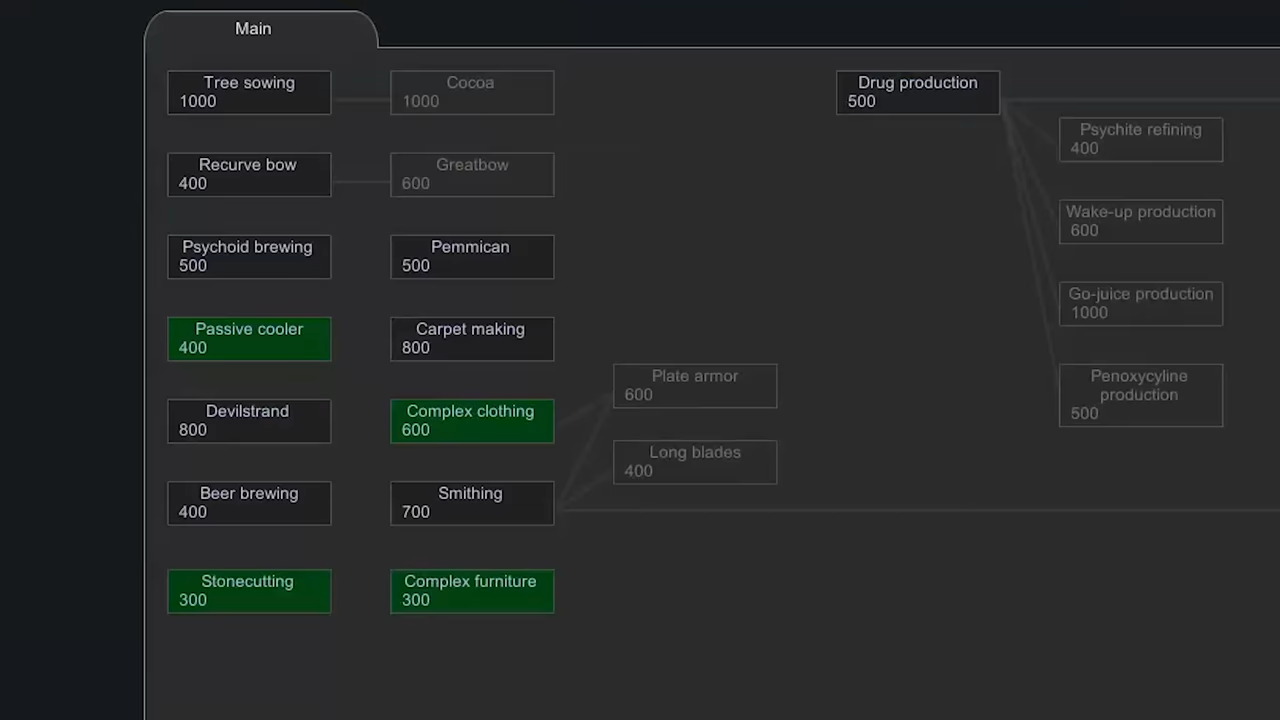 Main
Tree sowing
1000
Cocoa
1000
Drug production
500
Psychite refining
400
Recurve bow
400
Greatbow
600
Wake-up production
600
Psychoid brewing
500
Pemmican
500
Go-juice production
1000
Passive cooler
400
Carpet making
800
Plate armor
600
Penoxycyline
production
500
Devilstrand
800
Complex clothing
600
Long blades
400
Beer brewing
400
Smithing
700
Stonecutting
300
Complex furniture
300